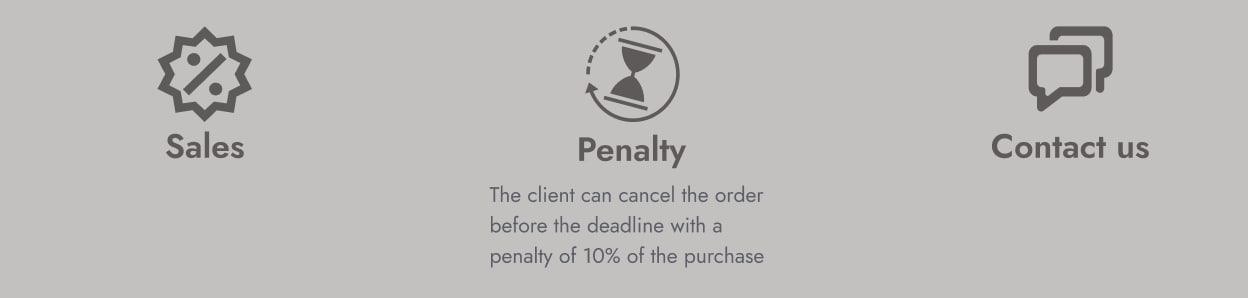 Sales
Penalty
Contact us
The client can cancel the order
before the deadline with a
penalty of 10% of the purchase